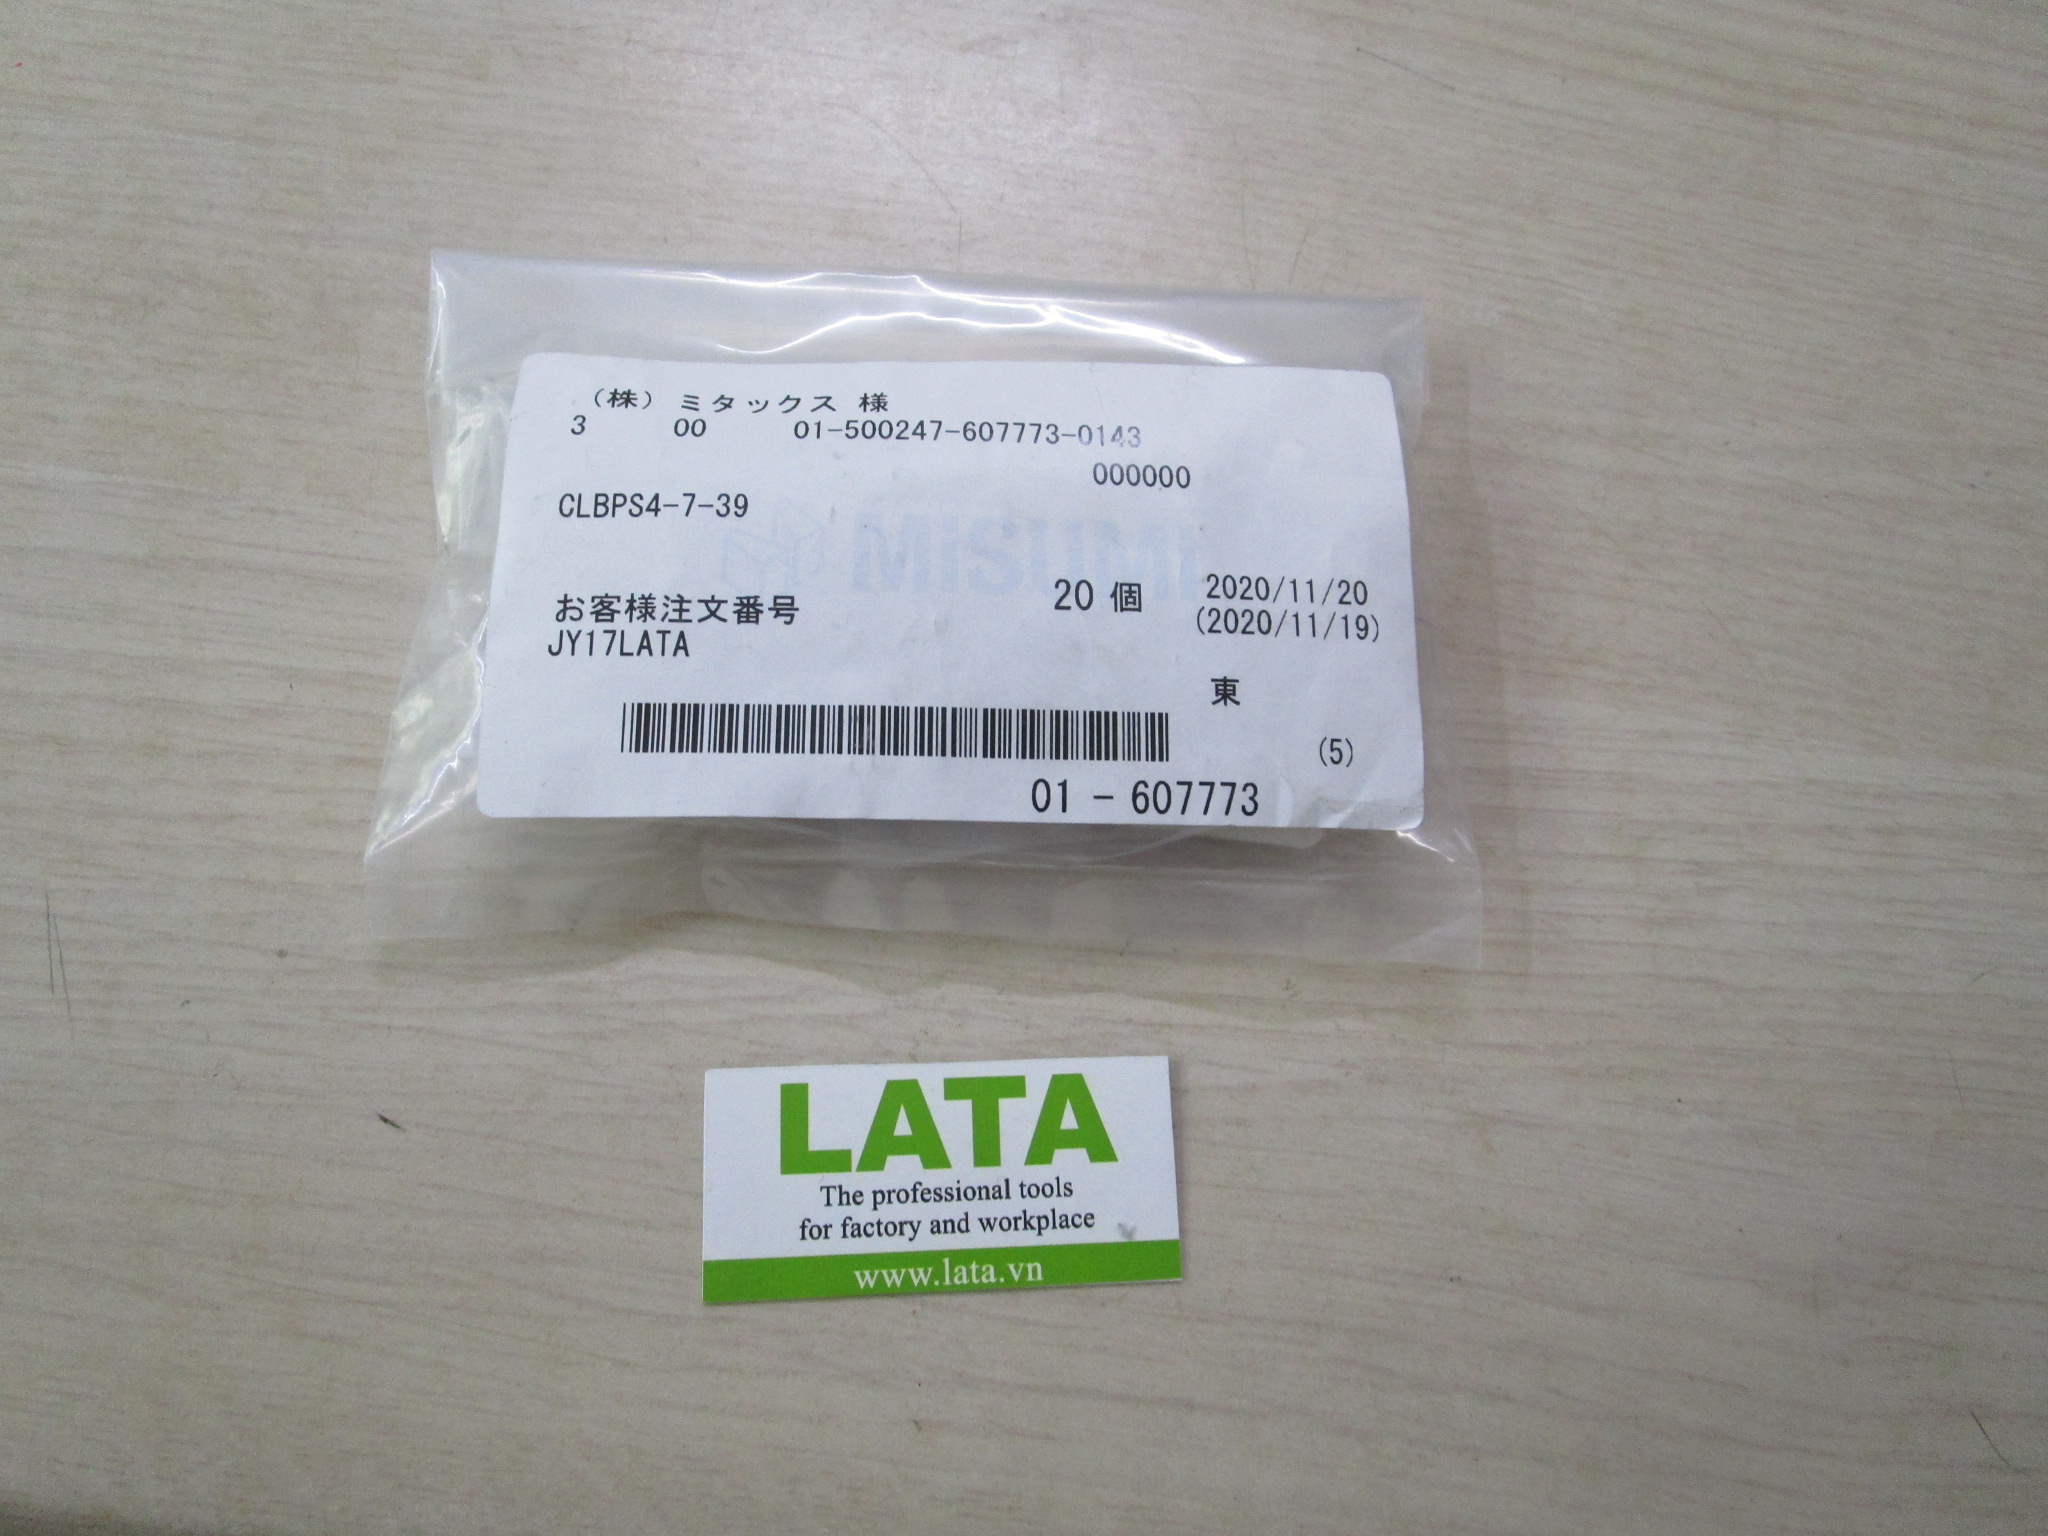 （株） ミタックス 様
3 00 01-500247-607773-0143
000000
CLBPS4-7-39
MiSUMi
お客様注文番号 20 個 2020/11/20
JY17LATA (2020/11/19)
東
(5)
01 - 607773
LATA
The professional tools
for factory and workplace
www.lata.vn